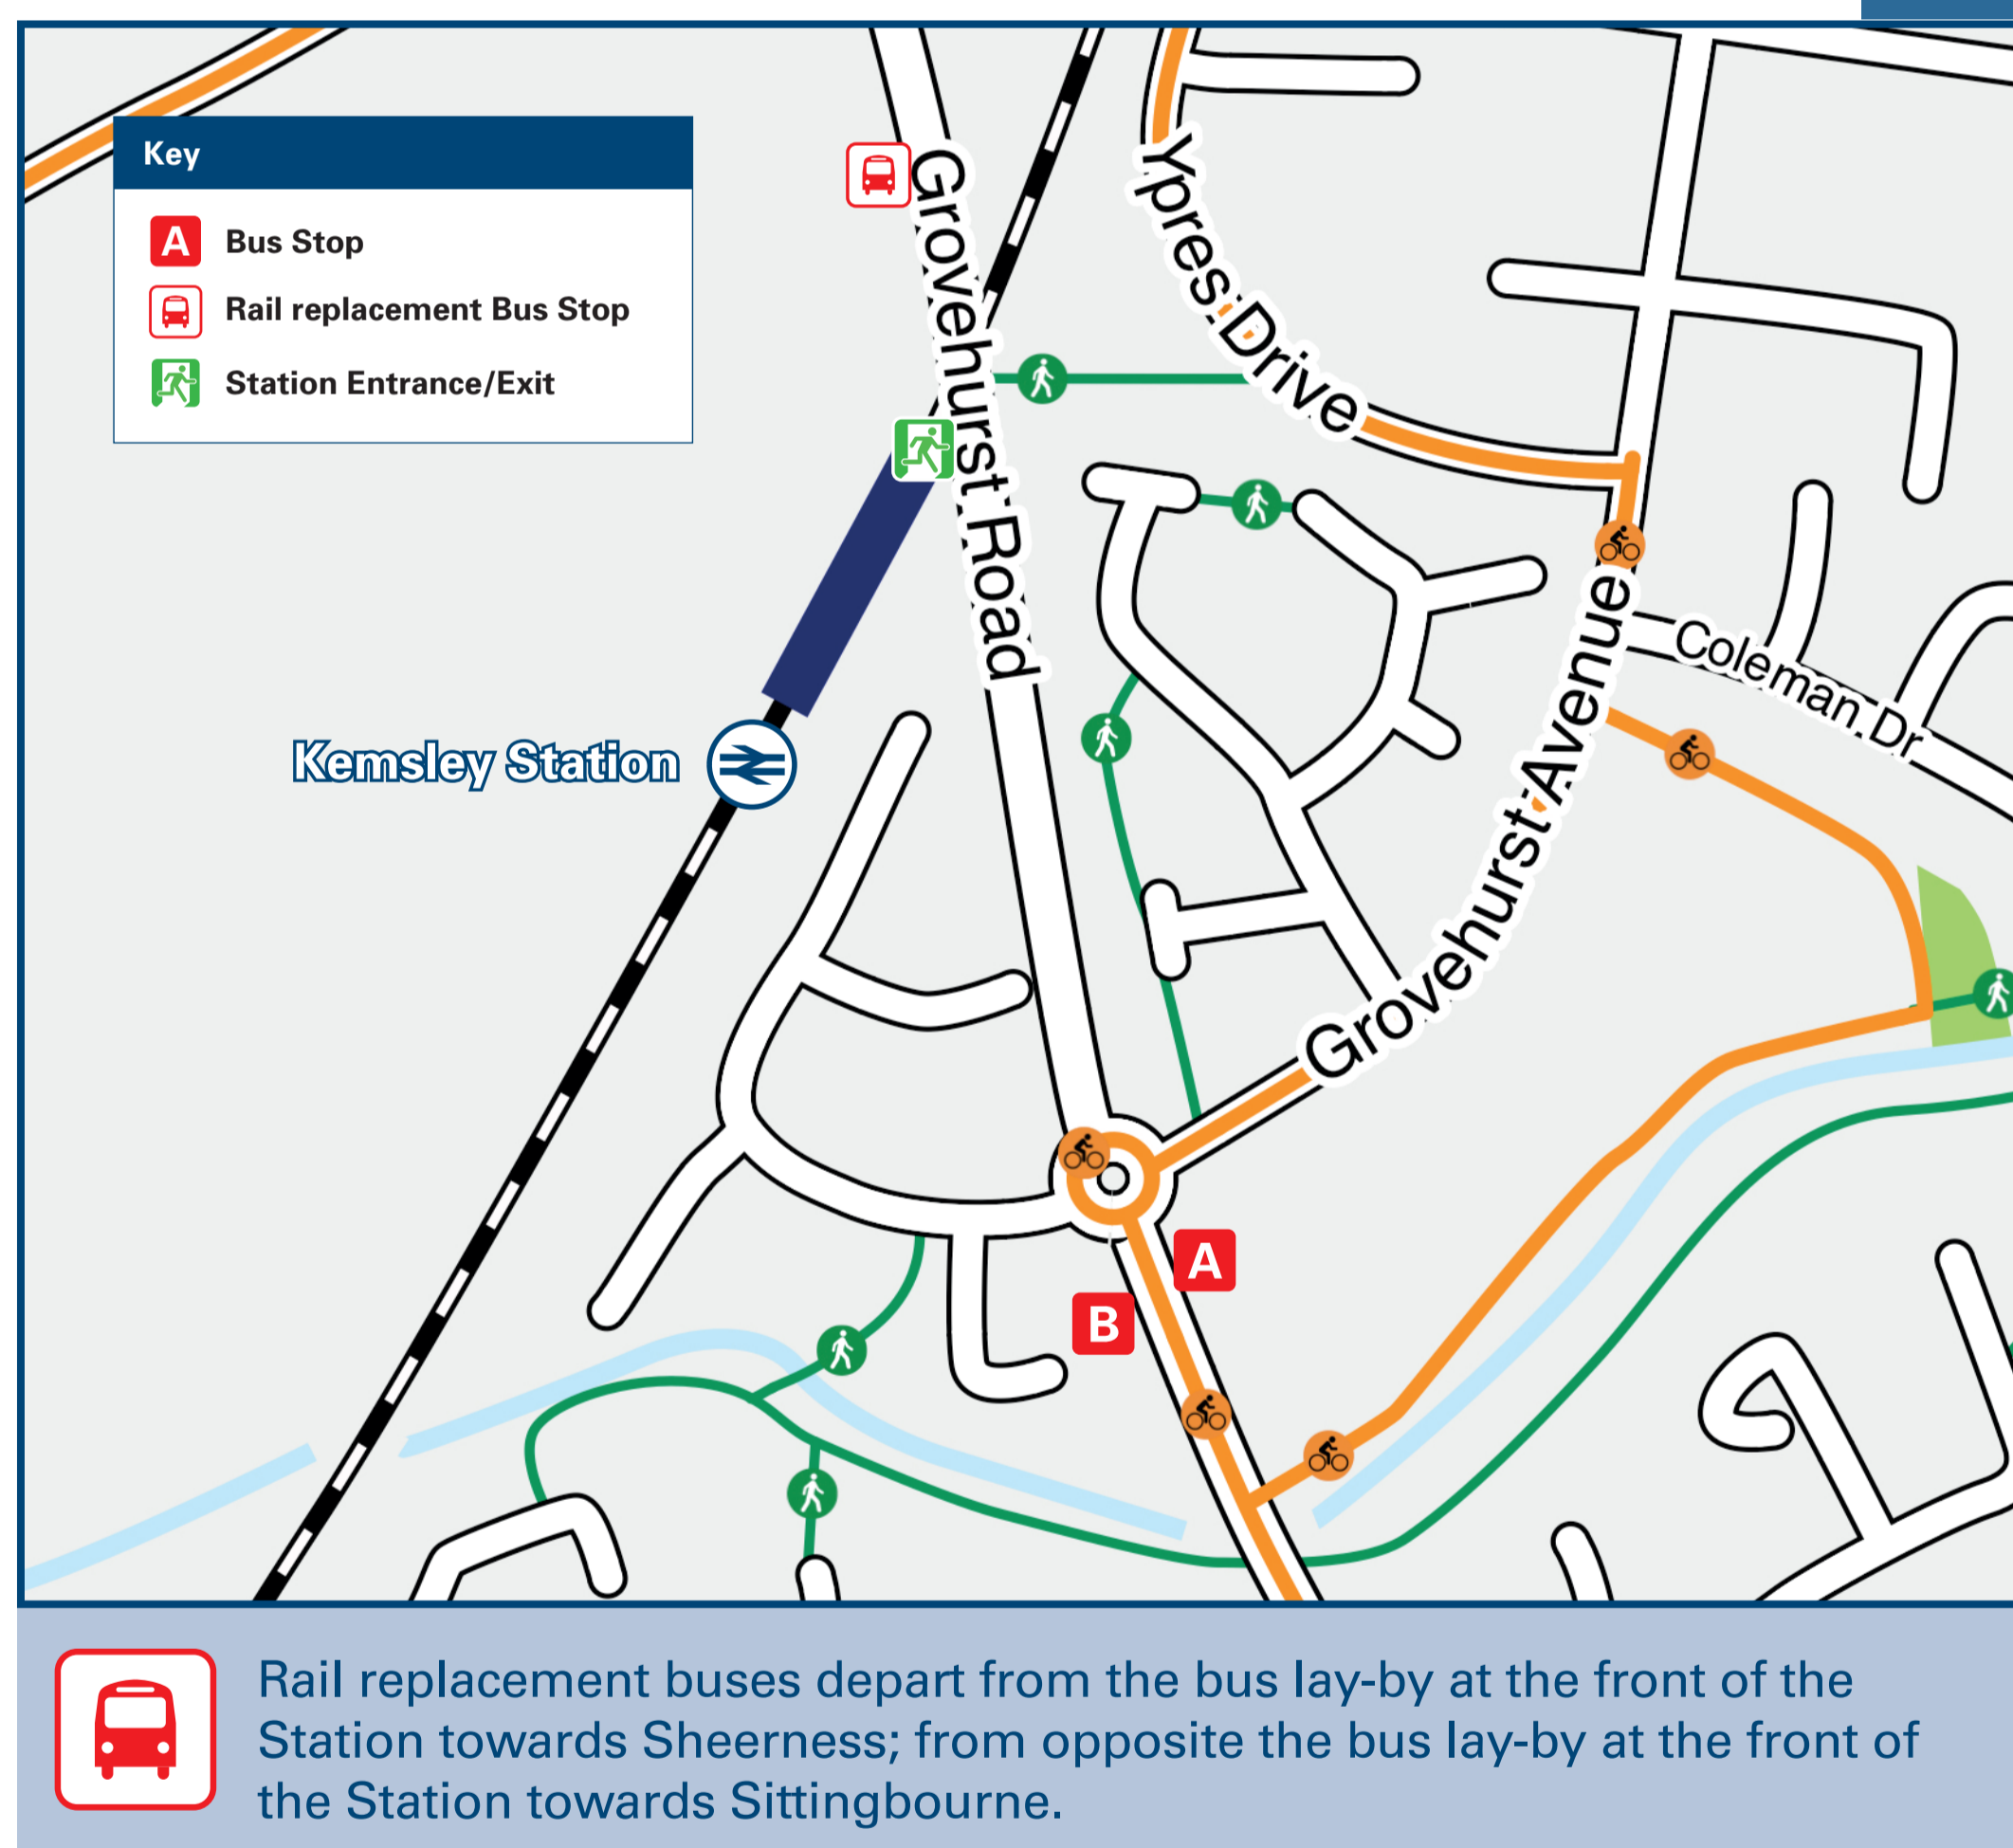 Key
A
Bus Stop
Rail replacement Bus Stop
Station Entrance/Exit
Grovehurst Road
Ypres Drive
Coleman Dr
Grovehurst Avenue
Kemsley Station
A
B
Rail replacement buses depart from the bus lay-by at the front of the
Station towards Sheerness; from opposite the bus lay-by at the front of
the Station towards Sittingbourne.